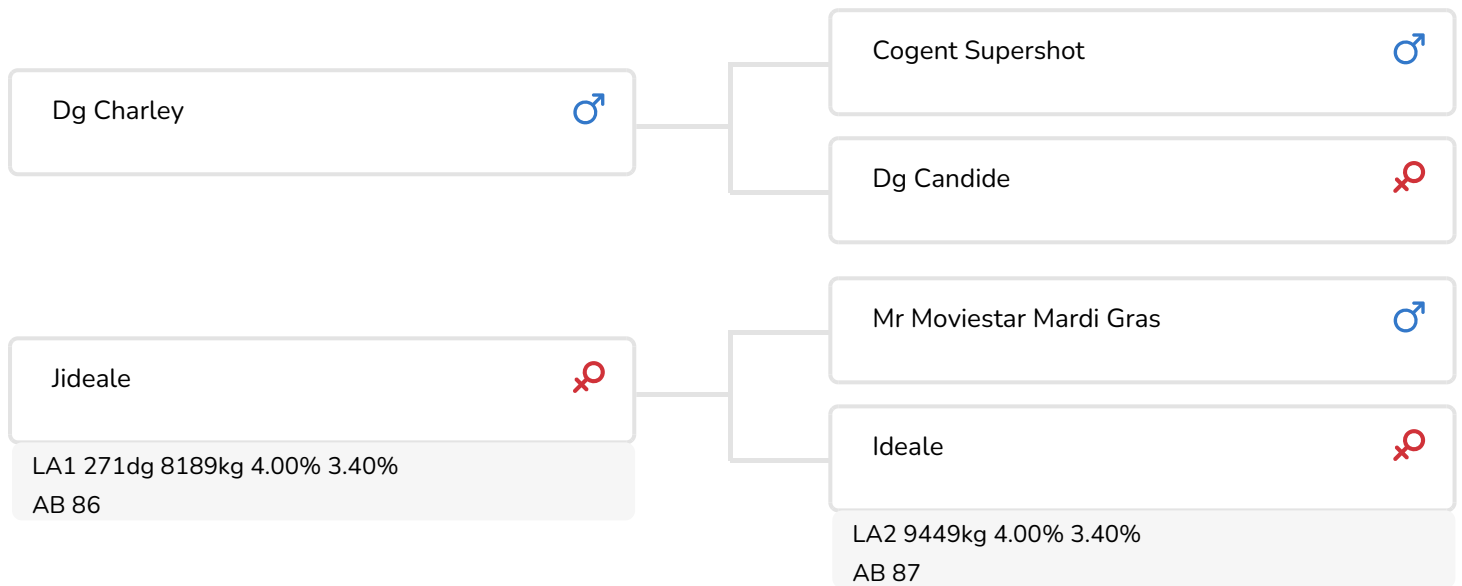 Cogent Supershot
Dg Charley
Dg Candide
Mr Moviestar Mardi Gras
Jideale
LA1 271dg 8189kg 4.00% 3.40%
AB 86
Ideale
LA2 9449kg 4.00% 3.40%
AB 87